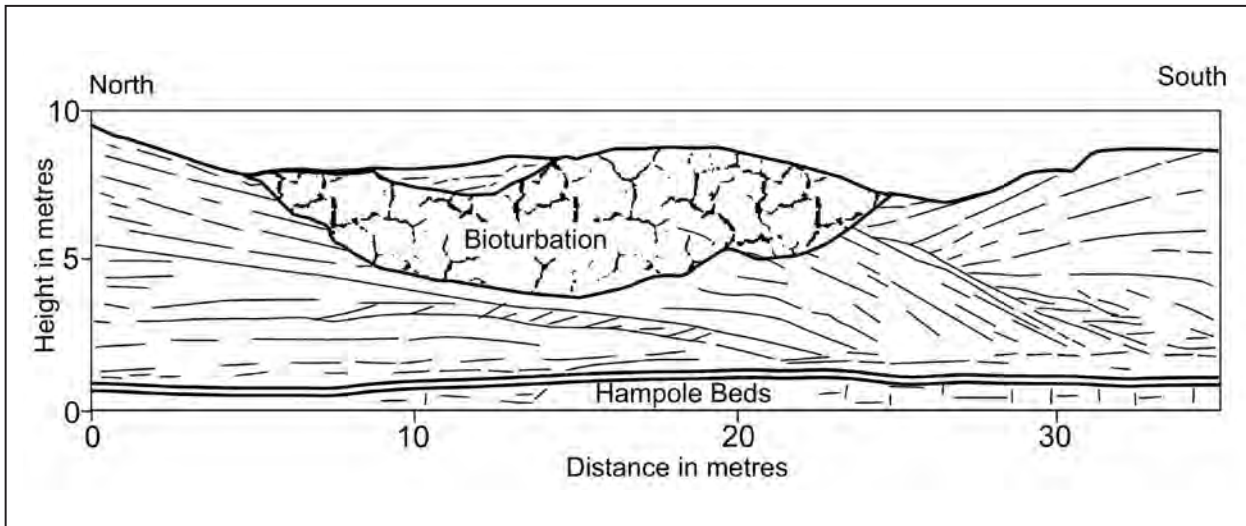 North
South
10
Height in metres
5
0
Bioturbation
Hampole Beds
0
10
20
30
Distance in metres